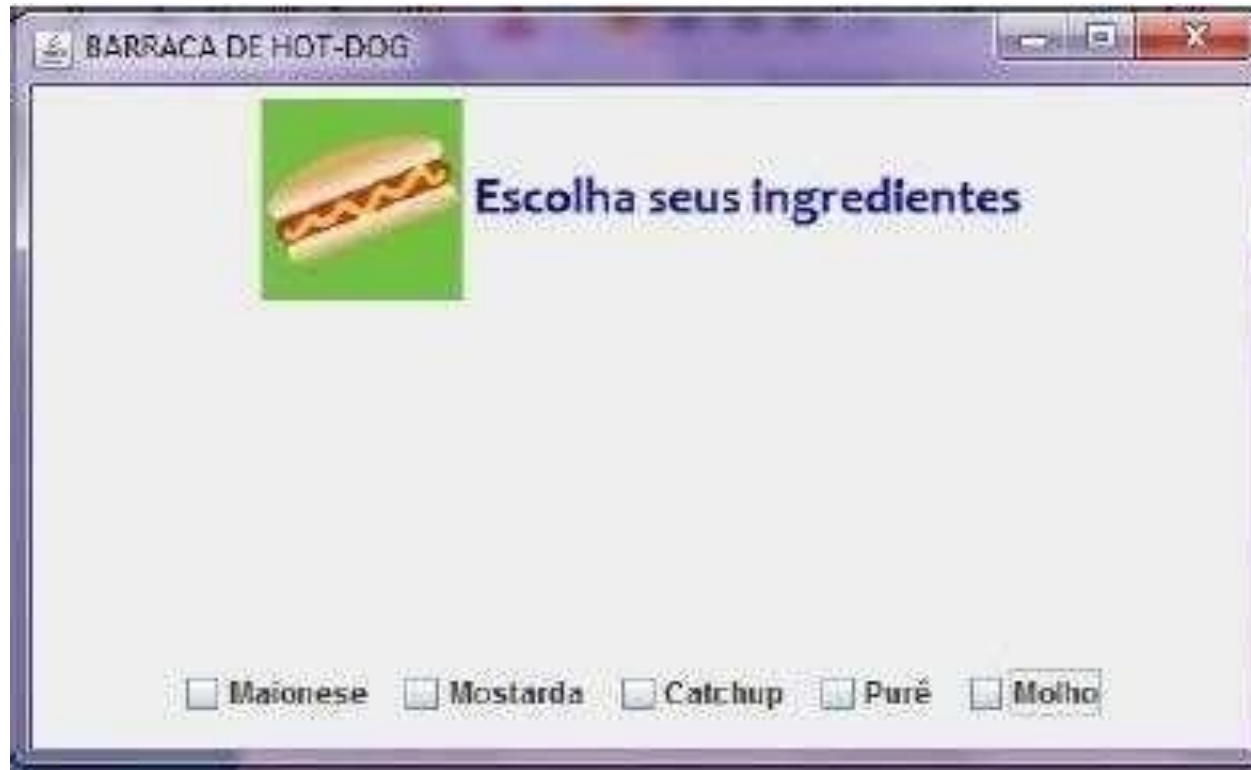 BARRACA DE HOT-DOG
Escolha seus ingredientes
Maionese Mostarda Catchup Purê Molho